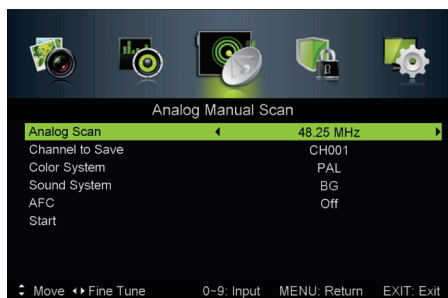 Analog Manual Scan
Analog Scan 48.25 MHz
Channel to Save CH001
Color System PAL
Sound System BG
AFC Off
Start
Move Fine Tune 0~9: Input MENU: Return EXIT: Exit